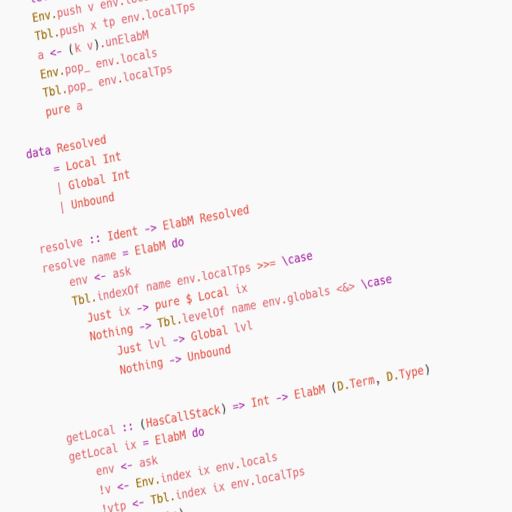 Env.push v env.
Tbl.push x tp env.localTps
a <- (k v).unElabM
Env.pop_ env.locals
Tbl.pop_ env.localTps
pure a

data Resolved
    = Local Int
    | Global Int
    | Unbound

resolve :: Ident -> ElabM Resolved
resolve name = ElabM do
    env <- ask
    Tbl.indexOf name env.localTps >>= \case
      Just ix -> pure $ Local ix
      Nothing -> Tbl.levelOf name env.globals <&> \case
          Just lvl -> Global lvl
          Nothing -> Unbound

getLocal :: (HasCallStack) => Int -> ElabM (D.Term, D.Type)
getLocal ix = ElabM do
    env <- ask
    !v <- Env.index ix env.locals
    !vtp <- Tbl.index ix env.localTps